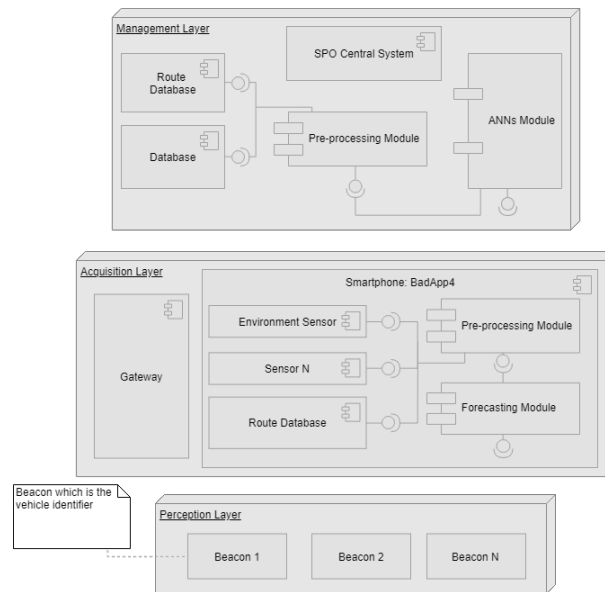 Management Layer
SPO Central System
Route
Database
ANNs Module
Pre-processing Module
Database
Acquisition Layer
Smartphone: BadApp4
Environment Sensor
Pre-processing Module
Sensor N
Gateway
Forecasting Module
Route Database
Beacon which is the
vehicle identifier
Perception Layer
Beacon 1
Beacon 2
Beacon N